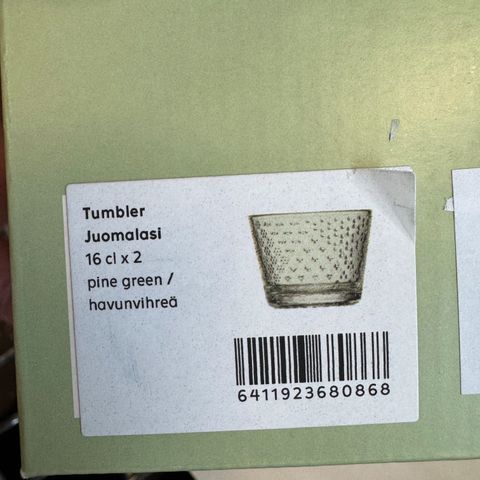 Tumbler
Juomalasi
16 cl x 2
pine green /
havunvihreä
6411923680868